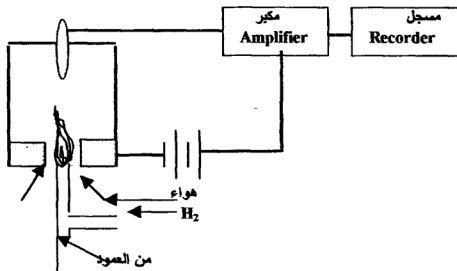 مكبر
Amplifier
مسجل
Recorder
هواء
H₂
من العمود